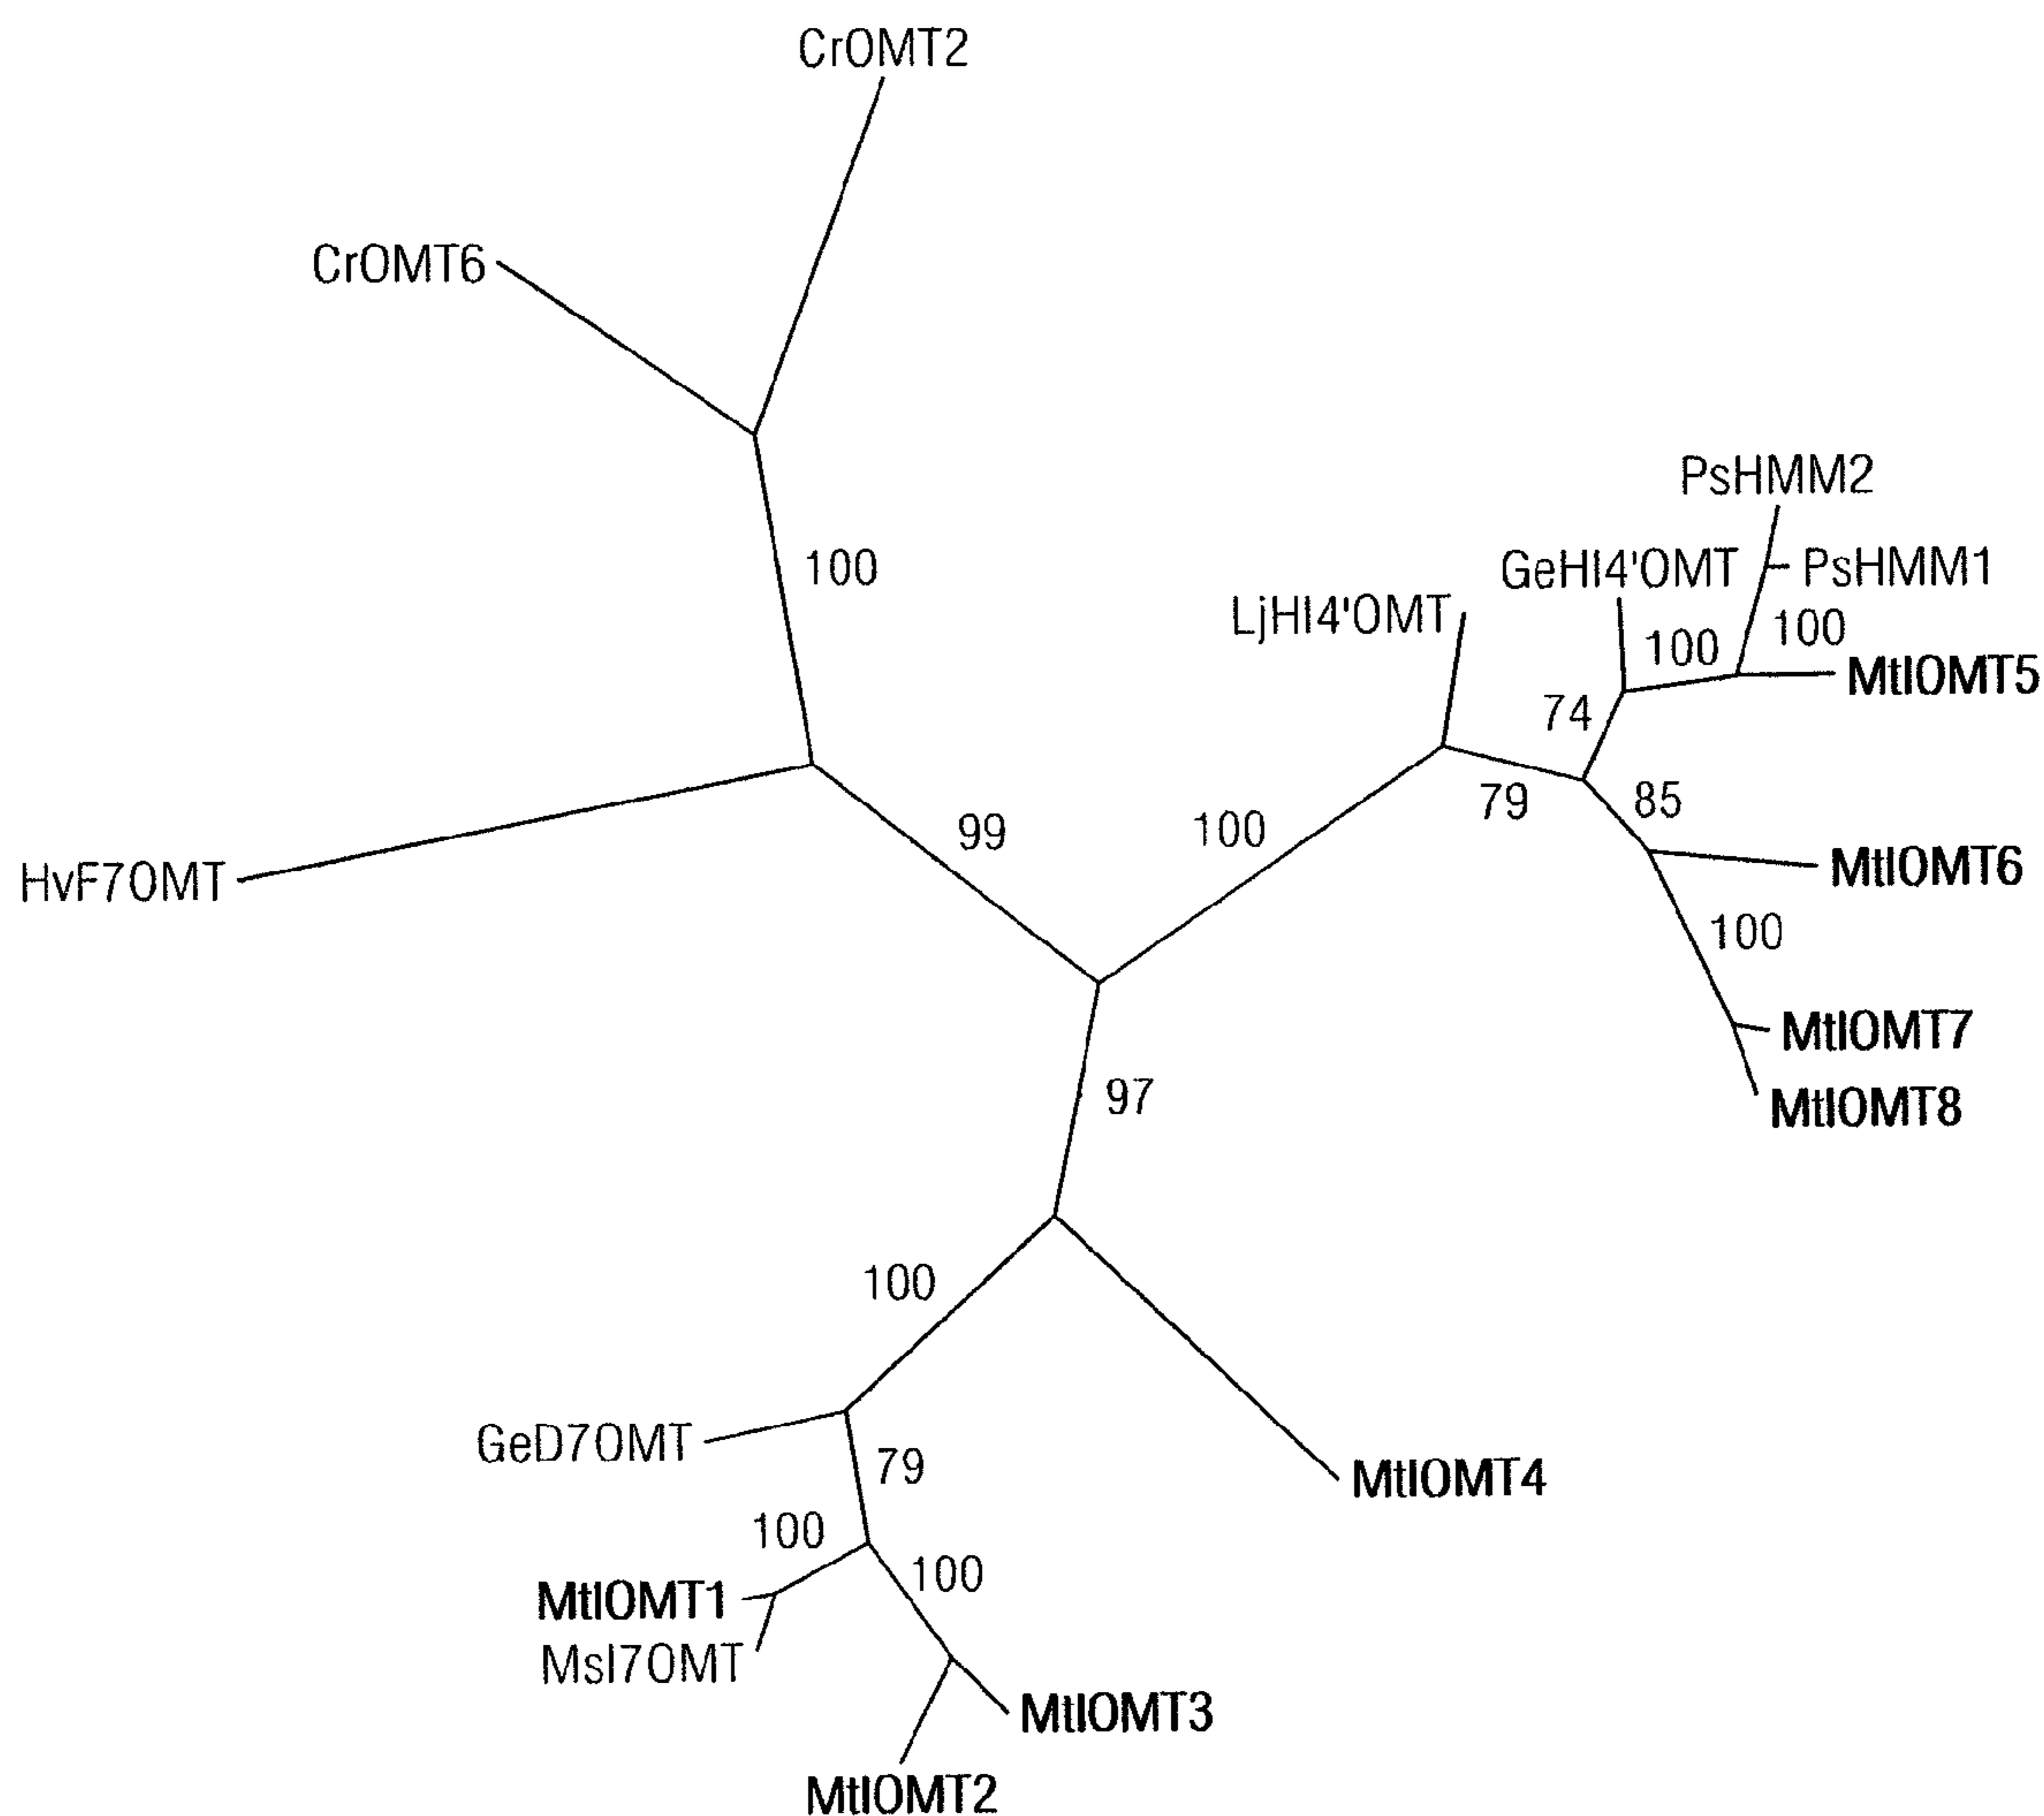 CrOMT2
CrOMT6
100
PsHMM2
GeHI4'OMT
PsHMM1
LjHI4'OMT
100
100
MtIOMT5
74
79
85
99
100
MtIOMT6
HvF7OMT
100
MtIOMT7
97
MtIOMT8
100
GeD7OMT
79
MtIOMT4
100
100
MtIOMT1
MsI7OMT
MtIOMT3
MtIOMT2